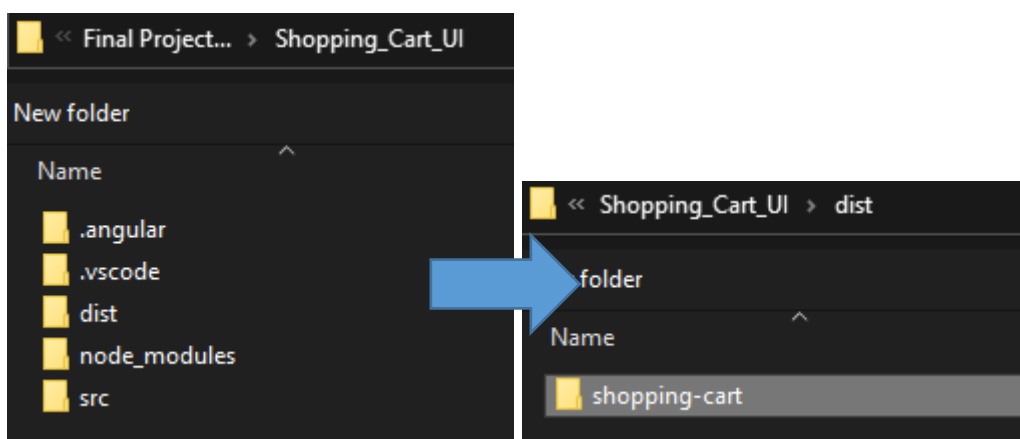 « Final Project... > Shopping_Cart_UI
New folder
Name
.angular
.vscode
dist
node_modules
src
« Shopping_Cart_UI > dist
folder
Name
shopping-cart